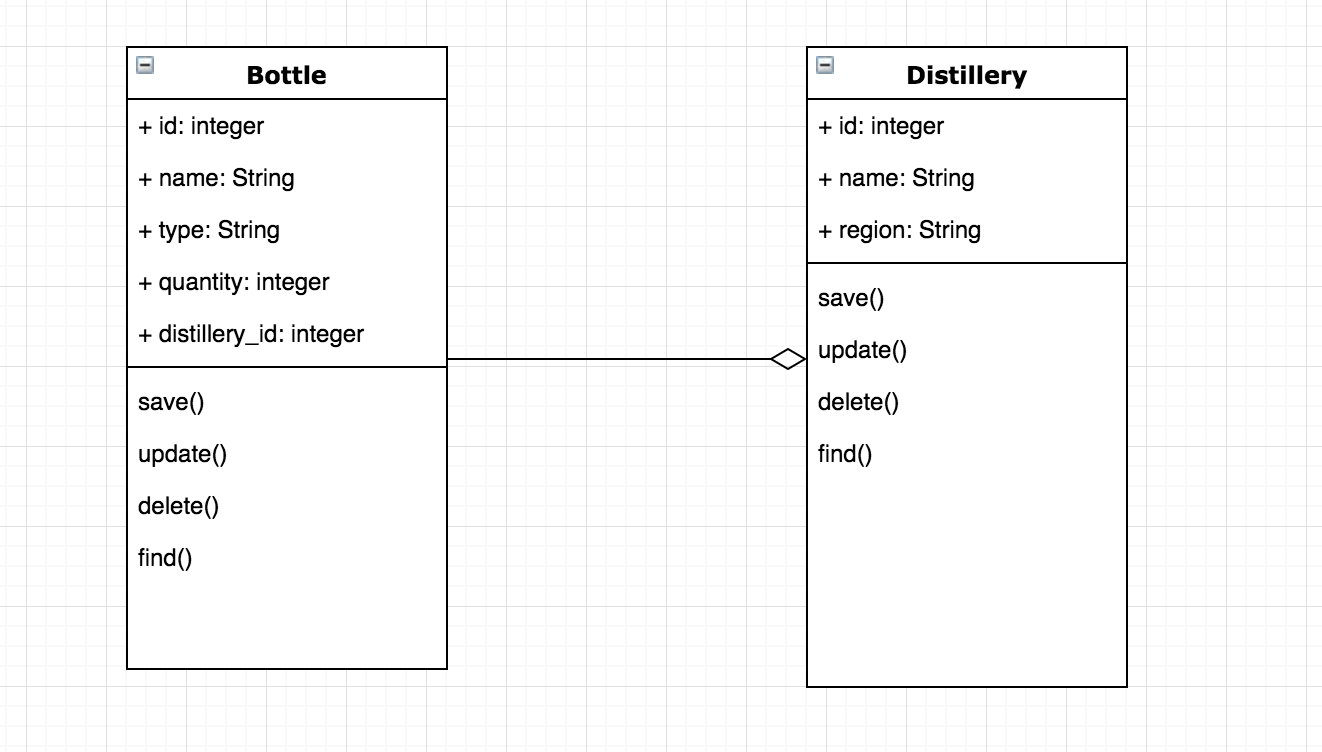 Bottle
+ id: integer
+ name: String
+ type: String
+ quantity: integer
+ distillery_id: integer
save()
update()
delete()
find()
Distillery
+ id: integer
+ name: String
+ region: String
save()
update()
delete()
find()